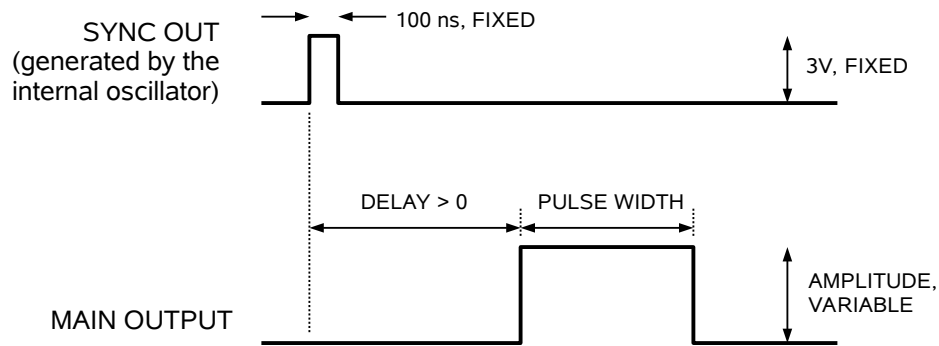 100 ns, FIXED
SYNC OUT
(generated by the
internal oscillator)
3V, FIXED
DELAY > 0
PULSE WIDTH
AMPLITUDE,
VARIABLE
MAIN OUTPUT